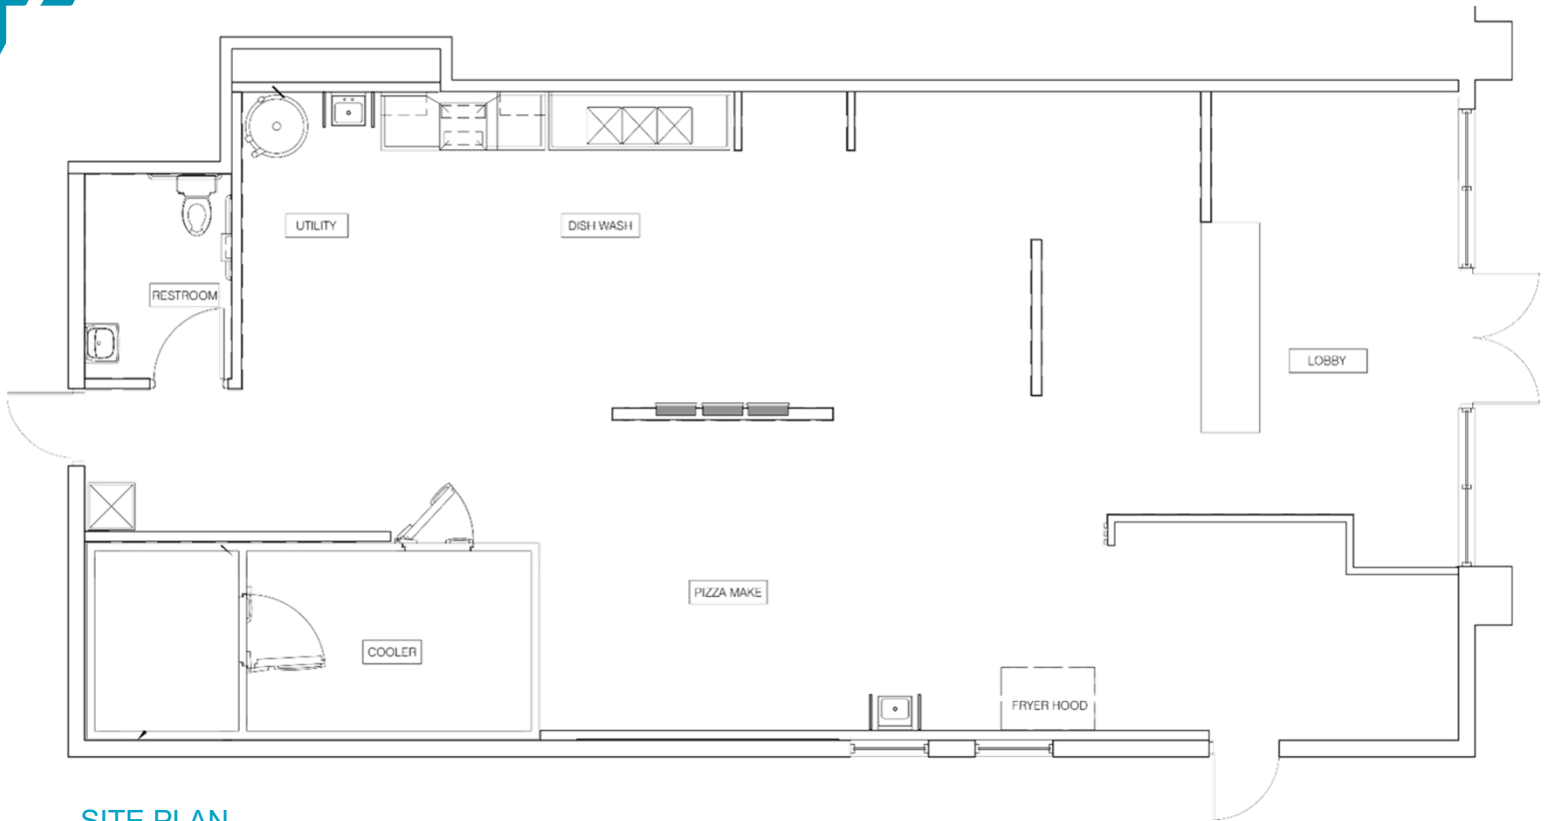 UTILITY
DISH WASH
RESTROOM
LOBBY
PIZZA MAKE
COOLER
FRYER HOOD
SITE PLAN